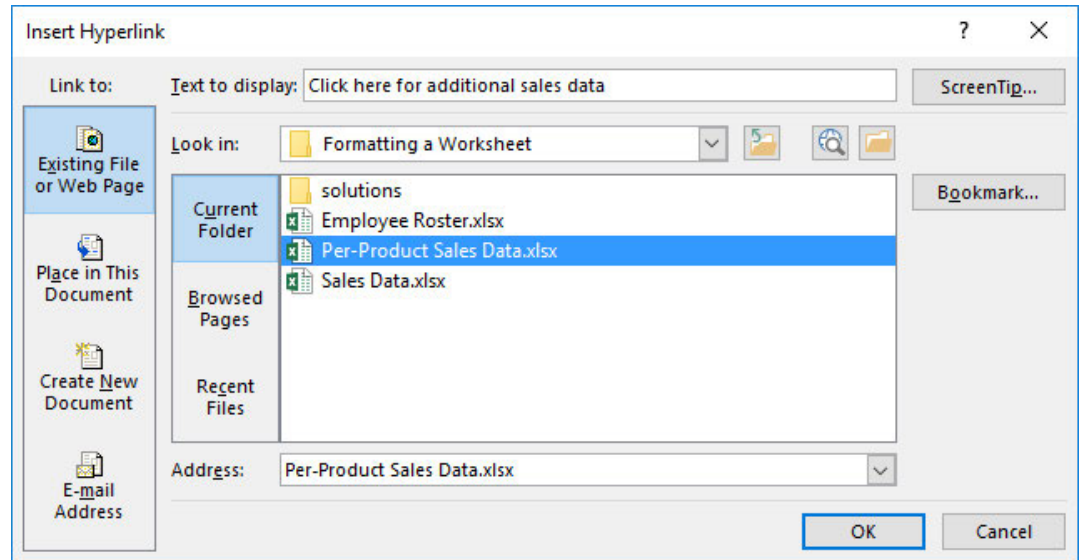 Insert Hyperlink
?
Link to:
Text to display:
Click here for additional sales data
ScreenTip...
Existing File
or Web Page
Place in This
Document
Create New
Document
E-mail
Address
Look in:
Formatting a Worksheet
Current
Folder
Browsed
Pages
Recent
Files
solutions
Employee Roster.xlsx
Per-Product Sales Data.xlsx
Sales Data.xlsx
Bookmark...
Address:
Per-Product Sales Data.xlsx
OK
Cancel